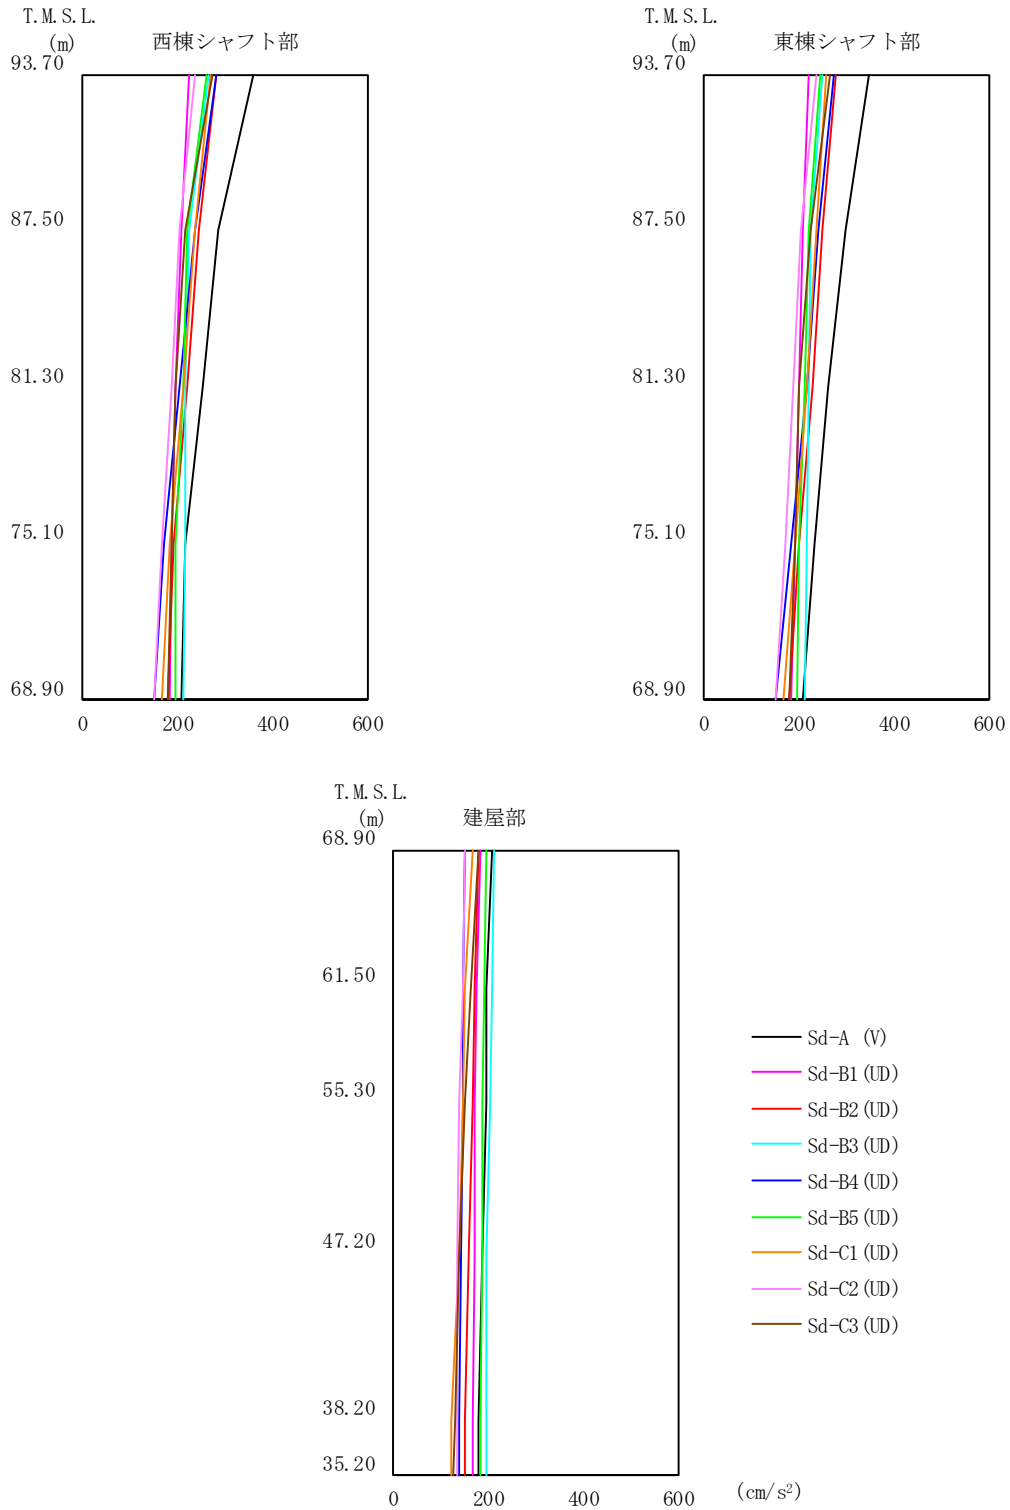 T.M.S.L.
(m)
西棟シャフト部
93.70
87.50
81.30
75.10
68.90
0 200 400 600
T.M.S.L.
(m)
東棟シャフト部
93.70
87.50
81.30
75.10
68.90
0 200 400 600
T.M.S.L.
(m)
建屋部
68.90
61.50
55.30
47.20
38.20
35.20
0 200 400 600
(cm/s²)
Sd-A (V)
Sd-B1(UD)
Sd-B2(UD)
Sd-B3(UD)
Sd-B4(UD)
Sd-B5(UD)
Sd-C1(UD)
Sd-C2(UD)
Sd-C3(UD)